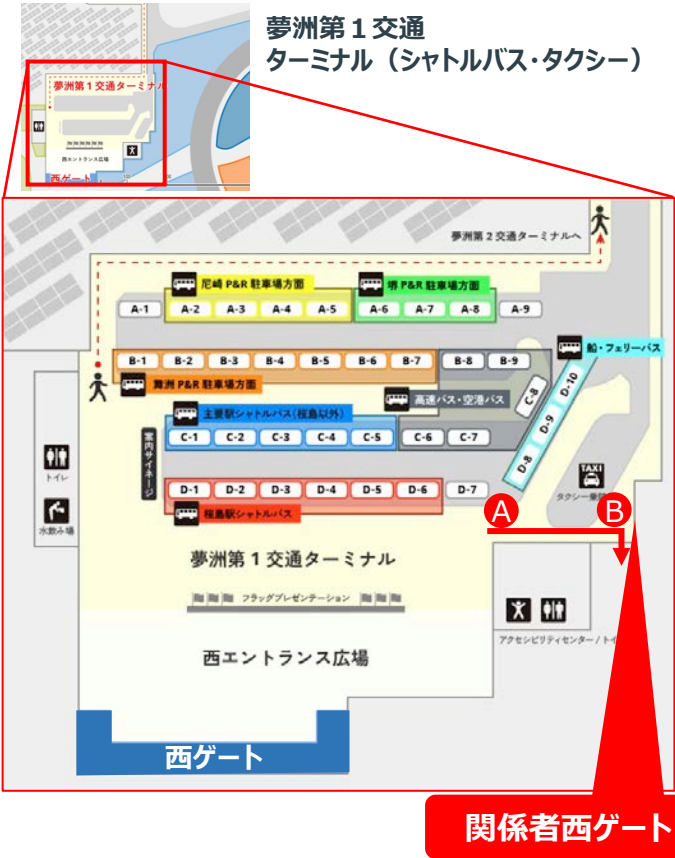 夢洲第１交通
ターミナル（シャトルバス・タクシー）
夢洲第１交通ターミナル
西エントランス広場
西ゲート
夢洲第２交通ターミナルへ
尼崎 P&R 駐車場方面
堺 P&R 駐車場方面
A-1 A-2 A-3 A-4 A-5 A-6 A-7 A-8 A-9
船・フェリーバス
B-1 B-2 B-3 B-4 B-5 B-6 B-7 B-8 B-9
舞洲 P&R 駐車場方面
高速バス・空港バス
C-8
D-10
D-9
D-8
主要駅シャトルバス(桜島以外)
C-1 C-2 C-3 C-4 C-5 C-6 C-7
案内サイネージ
トイレ
TAXI
タクシー乗
D-1 D-2 D-3 D-4 D-5 D-6 D-7
桜島駅シャトルバス
A B
水飲み場
夢洲第１交通ターミナル
フラッグプレゼンテーション
アクセシビリティセンター / トイ
西エントランス広場
西ゲート
関係者西ゲート